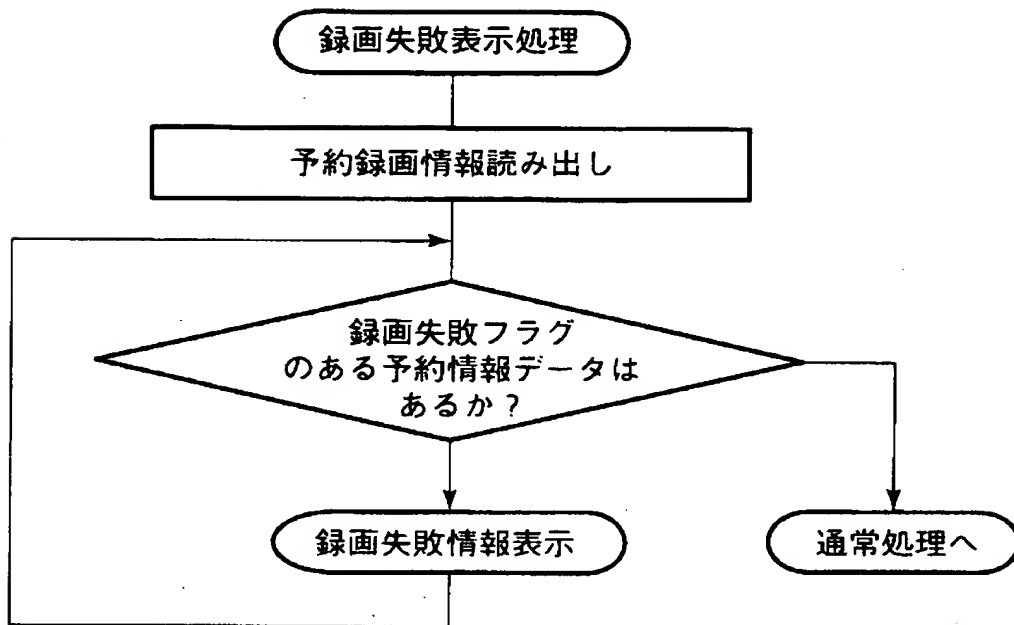 録画失敗表示処理
予約録画情報読み出し
録画失敗フラグ
のある予約情報データは
あるか？
録画失敗情報表示
通常処理へ